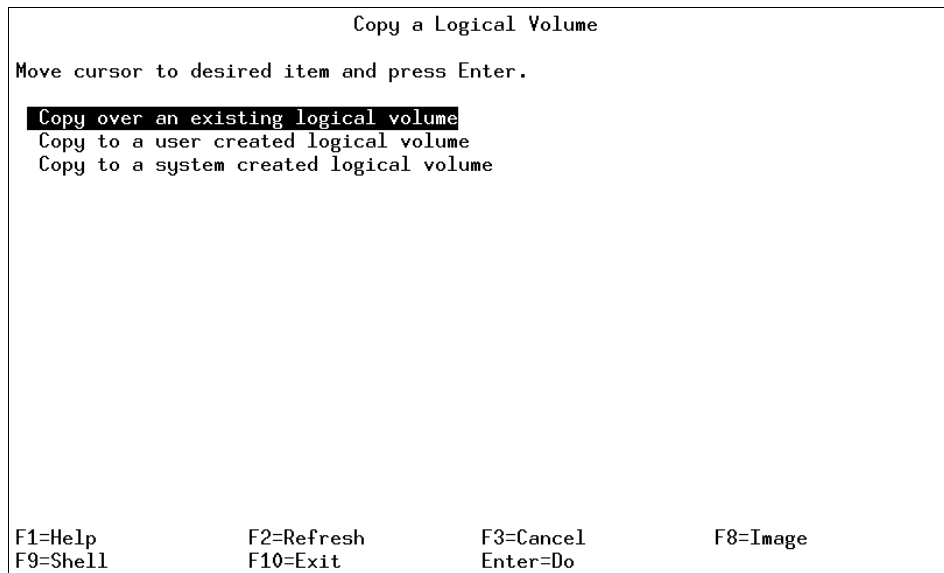 Copy a Logical Volume
Move cursor to desired item and press Enter.
Copy over an existing logical volume
Copy to a user created logical volume
Copy to a system created logical volume
F1=Help F2=Refresh F3=Cancel F8=Image
F9=Shell F10=Exit Enter=Do